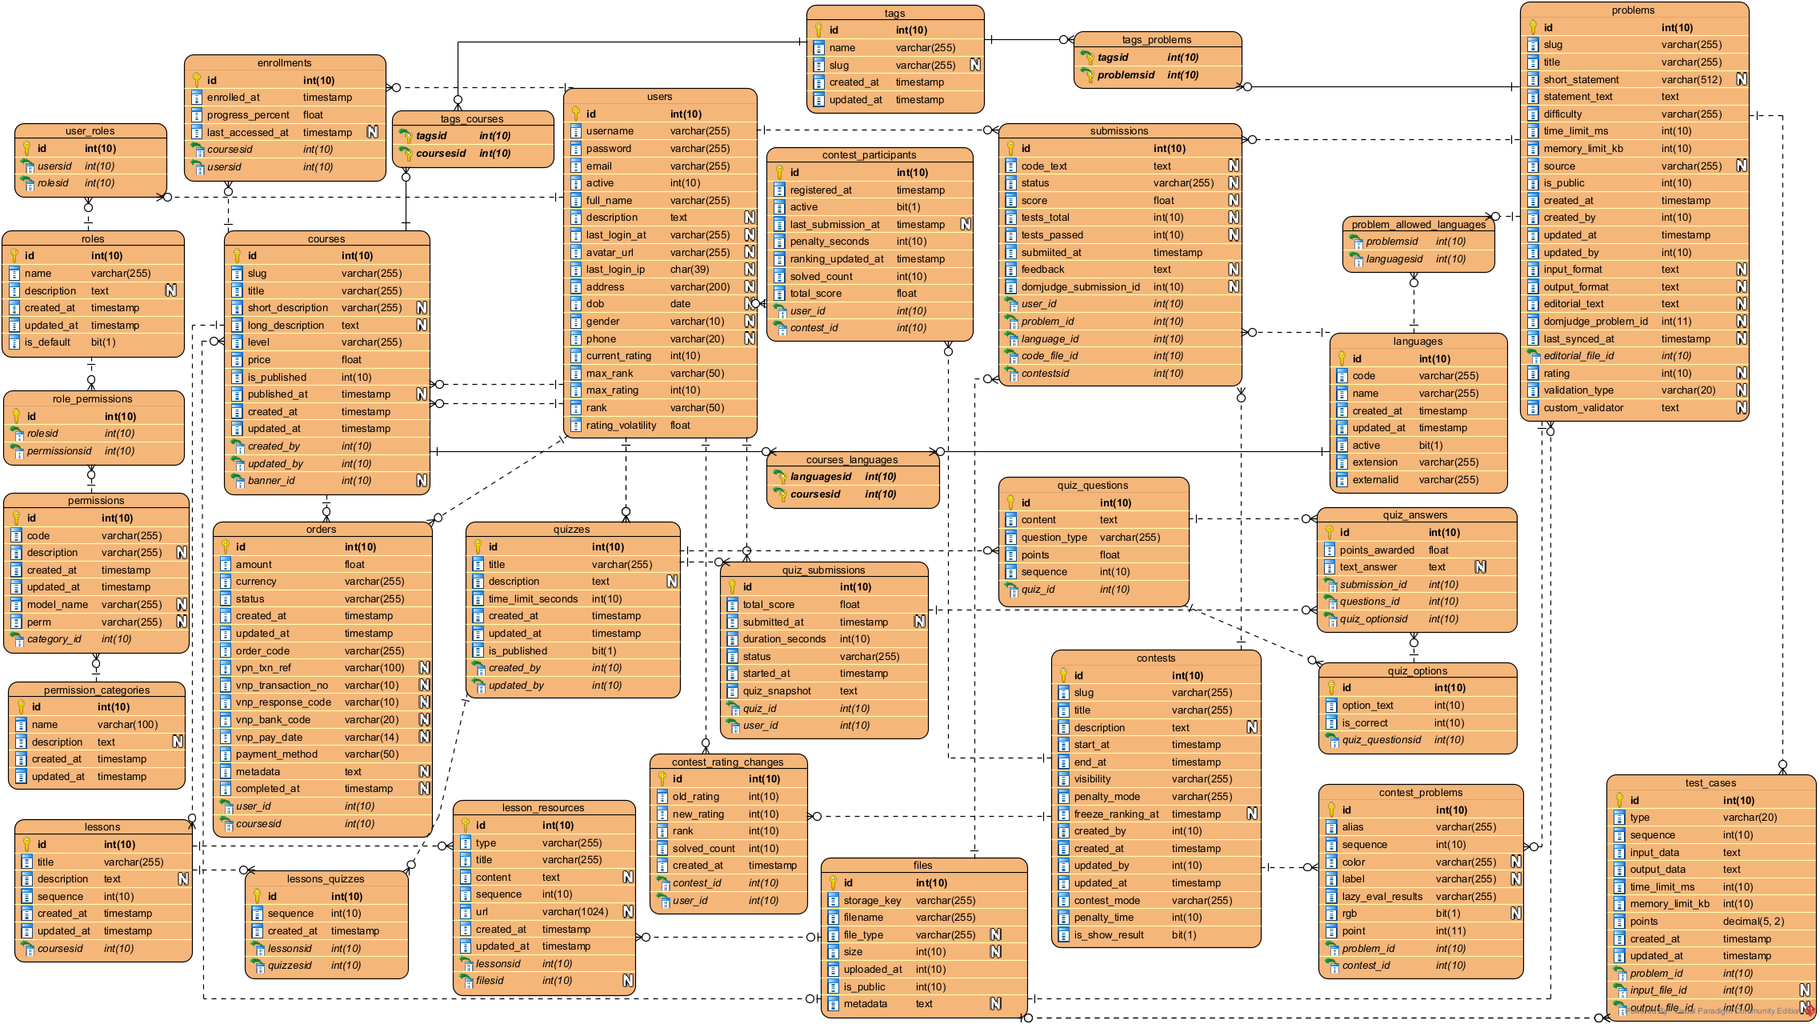 tags
id int(10)
name varchar(255)
slug varchar(255) N
created_at timestamp
updated_at timestamp
tags_problems
tagsid int(10)
problemsid int(10)
problems
id int(10)
slug varchar(255)
title varchar(255)
short_statement varchar(512) N
statement_text text
difficulty varchar(255)
time_limit_ms int(10)
memory_limit_kb int(10)
source varchar(255) N
is_public int(10)
created_at timestamp
created_by int(10)
updated_at timestamp
updated_by int(10)
input_format text N
output_format text N
editorial_text text N
domjudge_problem_id int(11) N
last_synced_at timestamp N
editorial_file_id int(10)
rating int(10) N
validation_type varchar(20) N
custom_validator text N
enrollments
id int(10)
enrolled_at timestamp
progress_percent float
last_accessed_at timestamp N
coursesid int(10)
usersid int(10)
tags_courses
tagsid int(10)
coursesid int(10)
users
id int(10)
username varchar(255)
password varchar(255)
email varchar(255)
active int(10)
full_name varchar(255)
description text N
last_login_at varchar(255) N
avatar_url varchar(255) N
last_login_ip char(39) N
address varchar(200) N
dob date N
gender varchar(10) N
phone varchar(20) N
current_rating int(10)
max_rank varchar(50)
max_rating int(10)
rank varchar(50)
rating_volatility float
user_roles
id int(10)
usersid int(10)
rolesid int(10)
submissions
id int(10)
code_text text N
status varchar(255) N
score float N
tests_total int(10) N
tests_passed int(10) N
submiited_at timestamp
feedback text N
domjudge_submission_id int(10) N
user_id int(10)
problem_id int(10)
language_id int(10)
code_file_id int(10)
contestsid int(10)
contest_participants
id int(10)
registered_at timestamp
active bit(1)
last_submission_at timestamp N
penalty_seconds int(10)
ranking_updated_at timestamp
solved_count int(10)
total_score float
user_id int(10)
contest_id int(10)
problem_allowed_languages
problemsid int(10)
languagesid int(10)
roles
id int(10)
name varchar(255)
description text N
created_at timestamp
updated_at timestamp
is_default bit(1)
courses
id int(10)
slug varchar(255)
title varchar(255)
short_description varchar(255) N
long_description text N
level varchar(255)
price float
is_published int(10)
published_at timestamp N
created_at timestamp
updated_at timestamp
created_by int(10)
updated_by int(10)
banner_id int(10) N
languages
id int(10)
code varchar(255)
name varchar(255)
created_at timestamp
updated_at timestamp
active bit(1)
extension varchar(255)
externalid varchar(255)
role_permissions
id int(10)
rolesid int(10)
permissionsid int(10)
courses_languages
languagesid int(10)
coursesid int(10)
permissions
id int(10)
code varchar(255)
description varchar(255) N
created_at timestamp
updated_at timestamp
model_name varchar(255) N
perm varchar(255) N
category_id int(10)
orders
id int(10)
amount float
currency varchar(255)
status varchar(255)
created_at timestamp
updated_at timestamp
order_code varchar(255)
vpn_txn_ref varchar(100) N
vnp_transaction_no varchar(10) N
vnp_response_code varchar(10) N
vnp_bank_code varchar(20) N
vnp_pay_date varchar(14) N
payment_method varchar(50)
metadata text N
completed_at timestamp N
user_id int(10)
coursesid int(10)
quizzes
id int(10)
title varchar(255)
description text N
time_limit_seconds int(10)
created_at timestamp
updated_at timestamp
is_published bit(1)
created_by int(10)
updated_by int(10)
quiz_submissions
id int(10)
total_score float
submitted_at timestamp N
duration_seconds int(10)
status varchar(255)
started_at timestamp
quiz_snapshot text
quiz_id int(10)
user_id int(10)
quiz_questions
id int(10)
content text
question_type varchar(255)
points float
sequence int(10)
quiz_id int(10)
quiz_answers
id int(10)
points_awarded float
text_answer text N
submission_id int(10)
questions_id int(10)
quiz_optionsid int(10)
quiz_options
id int(10)
option_text int(10)
is_correct int(10)
quiz_questionsid int(10)
permission_categories
id int(10)
name varchar(100)
description text N
created_at timestamp
updated_at timestamp
contests
id int(10)
slug varchar(255)
title varchar(255)
description text N
start_at timestamp
end_at timestamp
visibility varchar(255)
penalty_mode varchar(255)
freeze_ranking_at timestamp N
created_by int(10)
created_at timestamp
updated_by int(10)
updated_at timestamp
contest_mode varchar(255)
penalty_time int(10)
is_show_result bit(1)
contest_rating_changes
id int(10)
old_rating int(10)
new_rating int(10)
rank int(10)
solved_count int(10)
created_at timestamp
contest_id int(10)
user_id int(10)
contest_problems
id int(10)
alias varchar(255)
sequence int(10)
color varchar(255) N
label varchar(255) N
lazy_eval_results varchar(255)
rgb bit(1) N
point int(11)
problem_id int(10)
contest_id int(10)
test_cases
id int(10)
type varchar(20)
sequence int(10)
input_data text
output_data text
time_limit_ms int(10)
memory_limit_kb int(10)
points decimal(5, 2)
created_at timestamp
updated_at timestamp
problem_id int(10)
input_file_id int(10) N
output_file_id int(10) N
lessons
id int(10)
title varchar(255)
description text N
sequence int(10)
created_at timestamp
updated_at timestamp
coursesid int(10)
lessons_quizzes
id int(10)
sequence int(10)
created_at timestamp
lessonsid int(10)
quizzesid int(10)
lesson_resources
id int(10)
type varchar(255)
title varchar(255)
content text N
sequence int(10)
url varchar(1024) N
created_at timestamp
updated_at timestamp
lessonsid int(10)
filesid int(10) N
files
id int(10)
storage_key varchar(255)
filename varchar(255)
file_type varchar(255) N
size int(10) N
uploaded_at int(10)
is_public int(10)
metadata text N